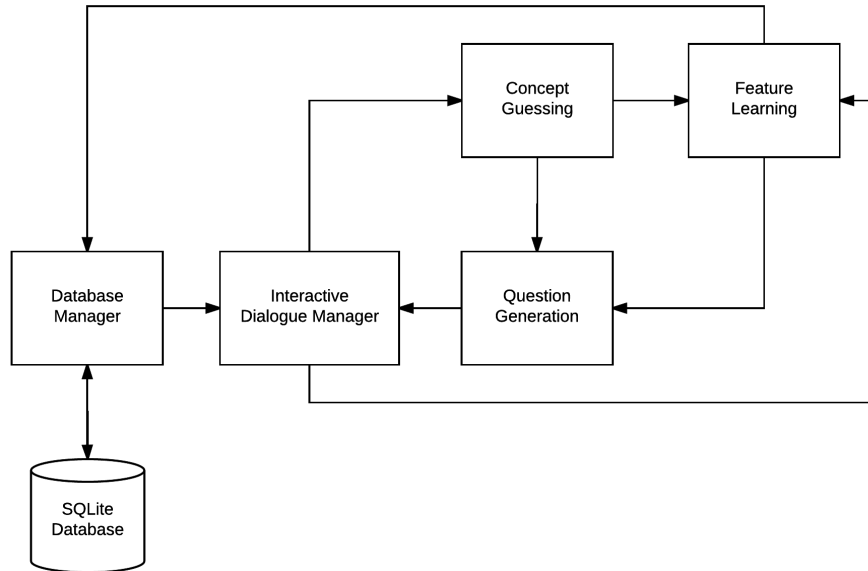 Concept
Guessing
Feature
Learning
Database
Manager
Interactive
Dialogue Manager
Question
Generation
SQLite
Database